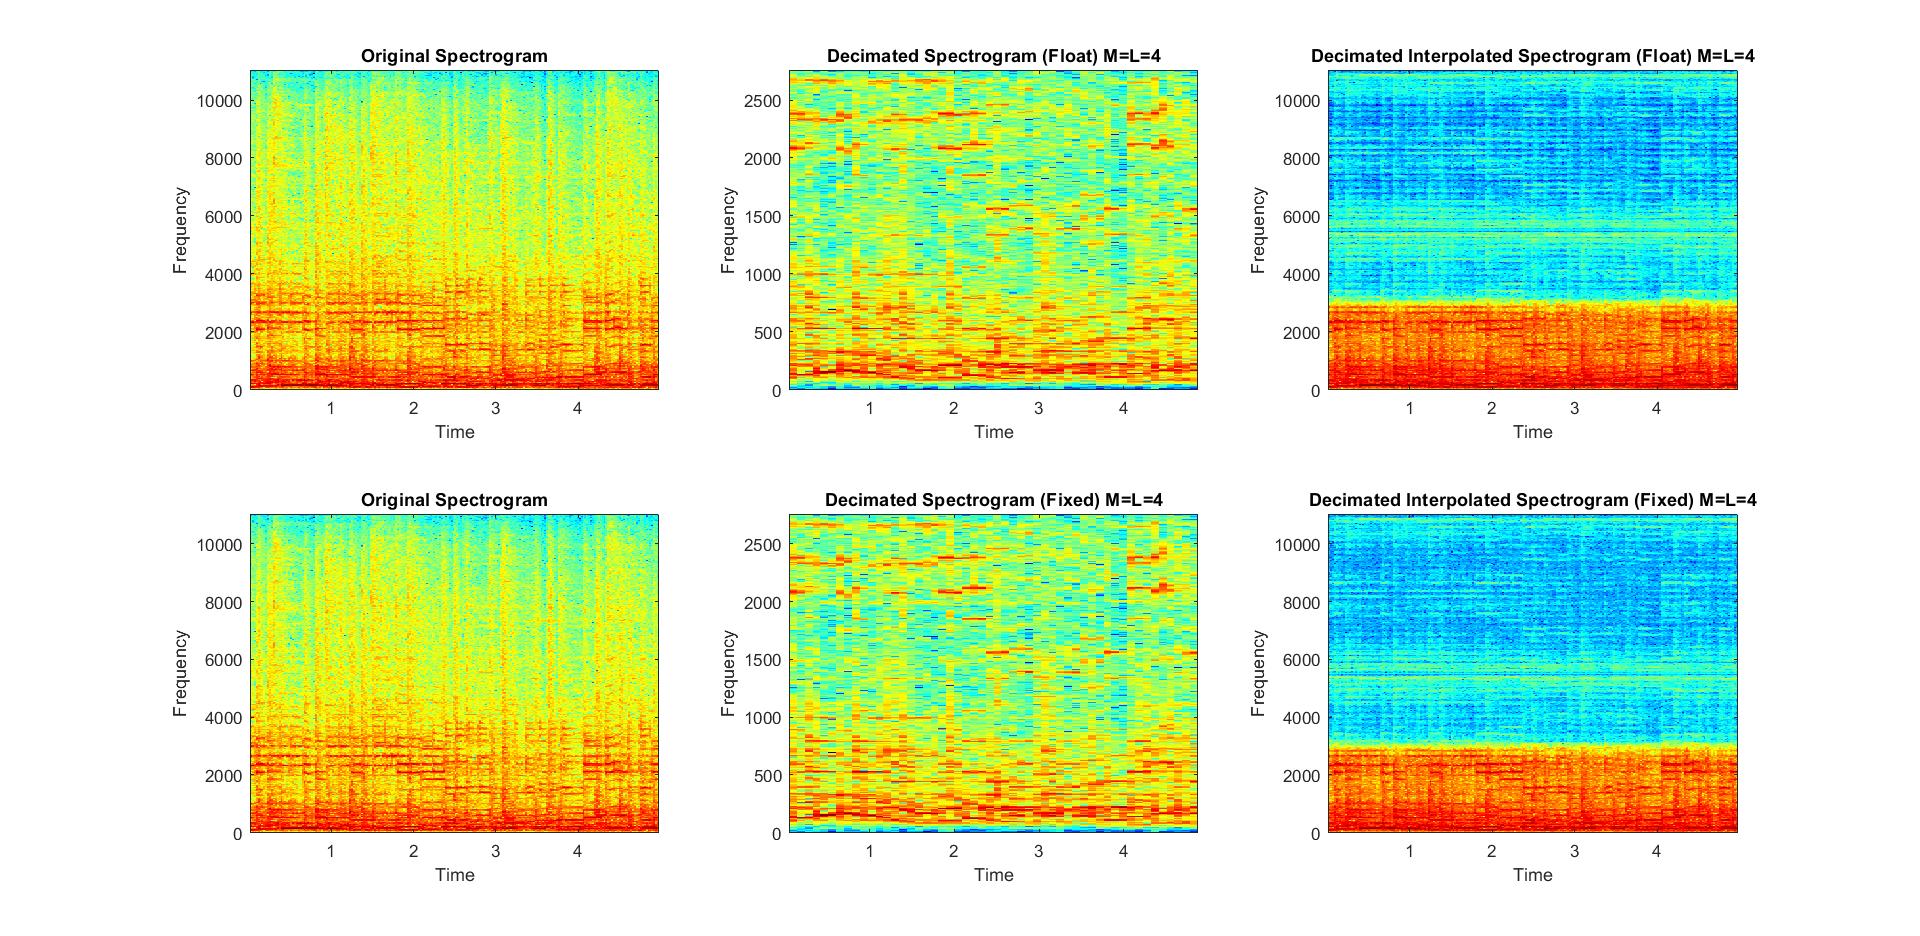 Original Spectrogram
Decimated Spectrogram (Float) M=L=4
Decimated Interpolated Spectrogram (Float) M=L=4
Frequency
10000
8000
6000
4000
2000
0
1 2 3 4
Time
Frequency
2500
2000
1500
1000
500
0
1 2 3 4
Time
Frequency
10000
8000
6000
4000
2000
0
1 2 3 4
Time
Original Spectrogram
Decimated Spectrogram (Fixed) M=L=4
Decimated Interpolated Spectrogram (Fixed) M=L=4
Frequency
10000
8000
6000
4000
2000
0
1 2 3 4
Time
Frequency
2500
2000
1500
1000
500
0
1 2 3 4
Time
Frequency
10000
8000
6000
4000
2000
0
1 2 3 4
Time